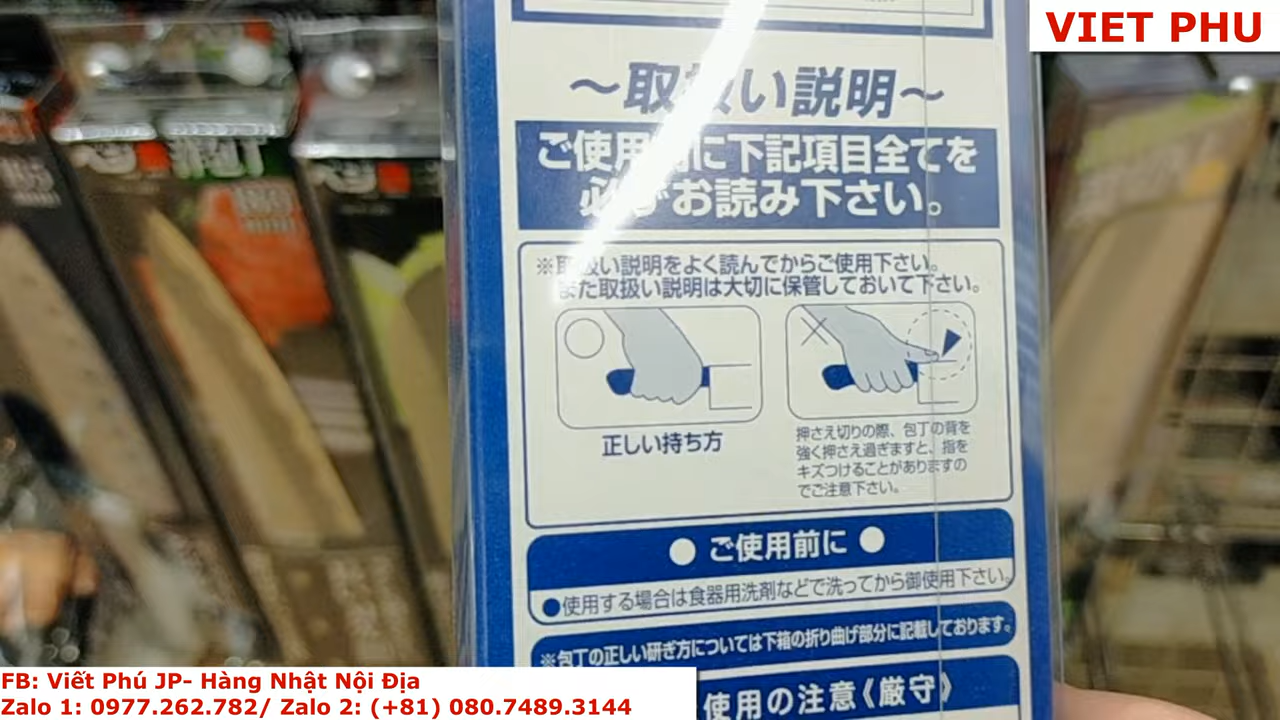 VIET PHU
～取扱い説明～
ご使用前に下記項目全てを
必ずお読み下さい。
※取扱い説明をよく読んでからご使用下さい。
また取扱い説明は大切に保管しておいて下さい。
正しい持ち方
押さえ切りの際、包丁の背を
強く押さえ過ぎますと、指を
キズつけることがありますの
でご注意下さい。
● ご使用前に ●
●使用する場合は食器用洗剤などで洗ってから御使用下さい。
※包丁の正しい研ぎ方については下箱の折り曲げ部分に記載しております。
使用の注意《厳守》
FB: Viết Phú JP- Hàng Nhật Nội Địa
Zalo 1: 0977.262.782/ Zalo 2: (+81) 080.7489.3144